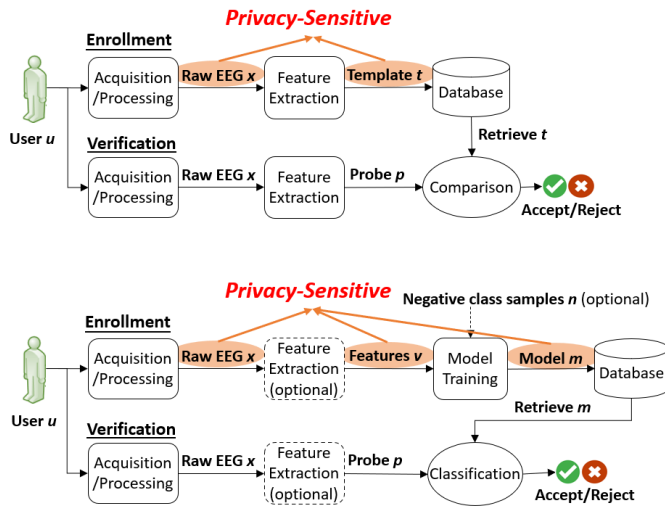 Privacy-Sensitive
Enrollment
Acquisition
/Processing
Raw EEG x
Feature
Extraction
Template t
Database
User u
Retrieve t
Verification
Acquisition
/Processing
Raw EEG x
Feature
Extraction
Probe p
Comparison
Accept/Reject
Privacy-Sensitive
Negative class samples n (optional)
Enrollment
Acquisition
/Processing
Raw EEG x
Feature
Extraction
(optional)
Features v
Model
Training
Model m
Database
User u
Retrieve m
Verification
Acquisition
/Processing
Raw EEG x
Feature
Extraction
(optional)
Probe p
Classification
Accept/Reject